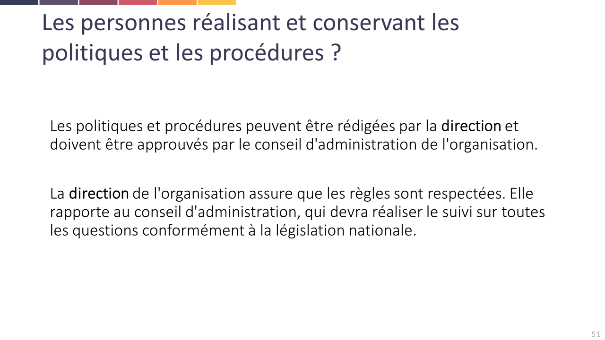 Les personnes réalisant et conservant les
politiques et les procédures ?
Les politiques et procédures peuvent être rédigées par la direction et
doivent être approuvés par le conseil d'administration de l'organisation.
La direction de l'organisation assure que les règles sont respectées. Elle
rapporte au conseil d'administration, qui devra réaliser le suivi sur toutes
les questions conformément à la législation nationale.
51